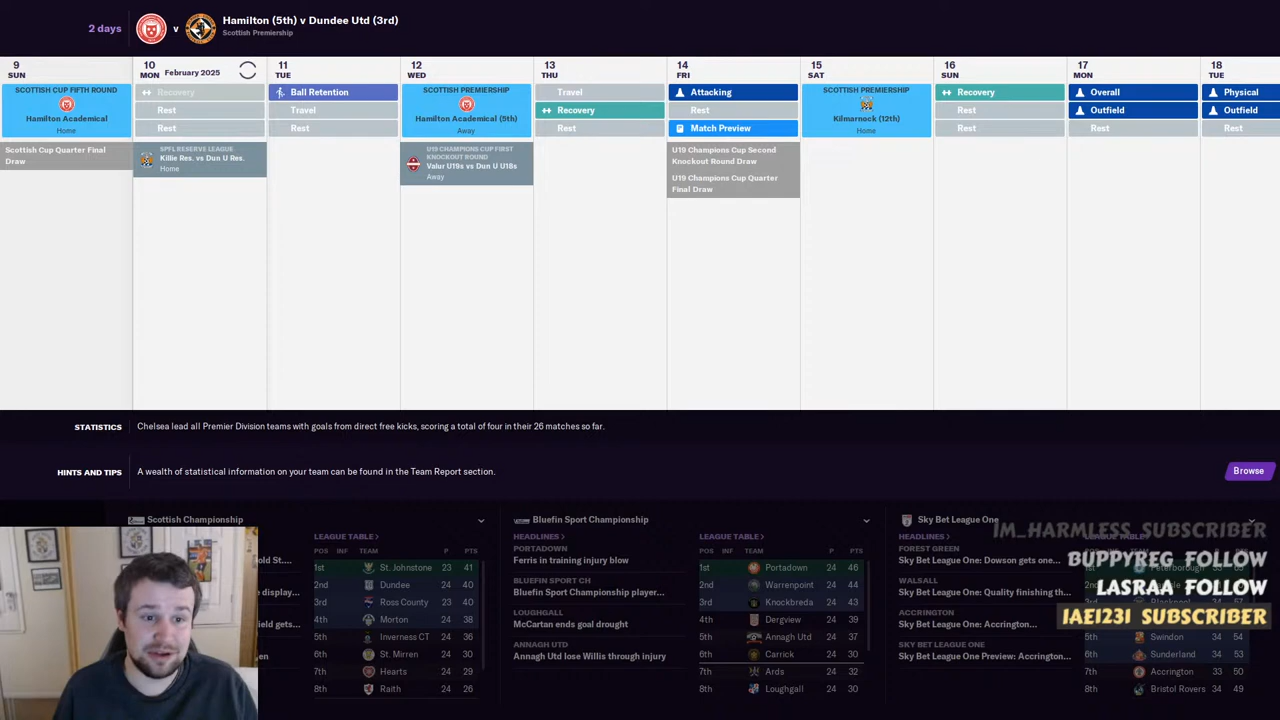 2 days
v
Hamilton (5th) v Dundee Utd (3rd)
Scottish Premiership
9
SUN
10
MON
February 2025
11
TUE
12
WED
13
THU
14
FRI
15
SAT
16
SUN
17
MON
18
TUE
SCOTTISH CUP FIFTH ROUND
Hamilton Academical
Home
Scottish Cup Quarter Final
Draw
Recovery
Rest
Rest
SPFL RESERVE LEAGUE
Killie Res. vs Dun U Res.
Home
Ball Retention
Travel
Rest
SCOTTISH PREMIERSHIP
Hamilton Academical (5th)
Away
U19 CHAMPIONS CUP FIRST
KNOCKOUT ROUND
Valur U19s vs Dun U U18s
Away
Travel
Recovery
Rest
Attacking
Rest
Match Preview
U19 Champions Cup Second
Knockout Round Draw
U19 Champions Cup Quarter
Final Draw
SCOTTISH PREMIERSHIP
Kilmarnock (12th)
Home
Recovery
Rest
Rest
Overall
Outfield
Rest
Physical
Outfield
Rest
STATISTICS
Chelsea lead all Premier Division teams with goals from direct free kicks, scoring a total of four in their 26 matches so far.
HINTS AND TIPS
A wealth of statistical information on your team can be found in the Team Report section.
Browse
Scottish Championship
LEAGUE TABLE >
POS INF TEAM P PTS
1st St. Johnstone 23 41
2nd Dundee 24 40
3rd Ross County 23 40
4th Morton 24 38
5th Inverness CT 24 36
6th St. Mirren 24 30
7th Hearts 24 29
8th Raith 24 26
Bluefin Sport Championship
HEADLINES >
PORTADOWN
Ferris in training injury blow
BLUEFIN SPORT CH
Bluefin Sport Championship player...
LOUGHGALL
McCartan ends goal drought
ANNAGH UTD
Annagh Utd lose Willis through injury
LEAGUE TABLE >
POS INF TEAM P PTS
1st Portadown 24 46
2nd Warrenpoint 24 44
3rd Knockbreda 24 43
4th Dergview 24 39
5th Annagh Utd 24 37
6th Carrick 24 30
7th Ards 24 32
8th Loughgall 24 30
Sky Bet League One
HEADLINES >
FOREST GREEN
Sky Bet League One: Dowson gets one...
WALSALL
Sky Bet League One: Quality finishing th...
ACCRINGTON
Sky Bet League One: Accrington...
SKY BET LEAGUE ONE
Sky Bet League One Preview: Accrington...
5th Swindon 34 54
6th Sunderland 34 53
7th Accrington 33 50
8th Bristol Rovers 34 49
IM_HARMLESS_ SUBSCRIBER
BUPPYBFG FOLLOW
LASRAA FOLLOW
IAE1231 SUBSCRIBER